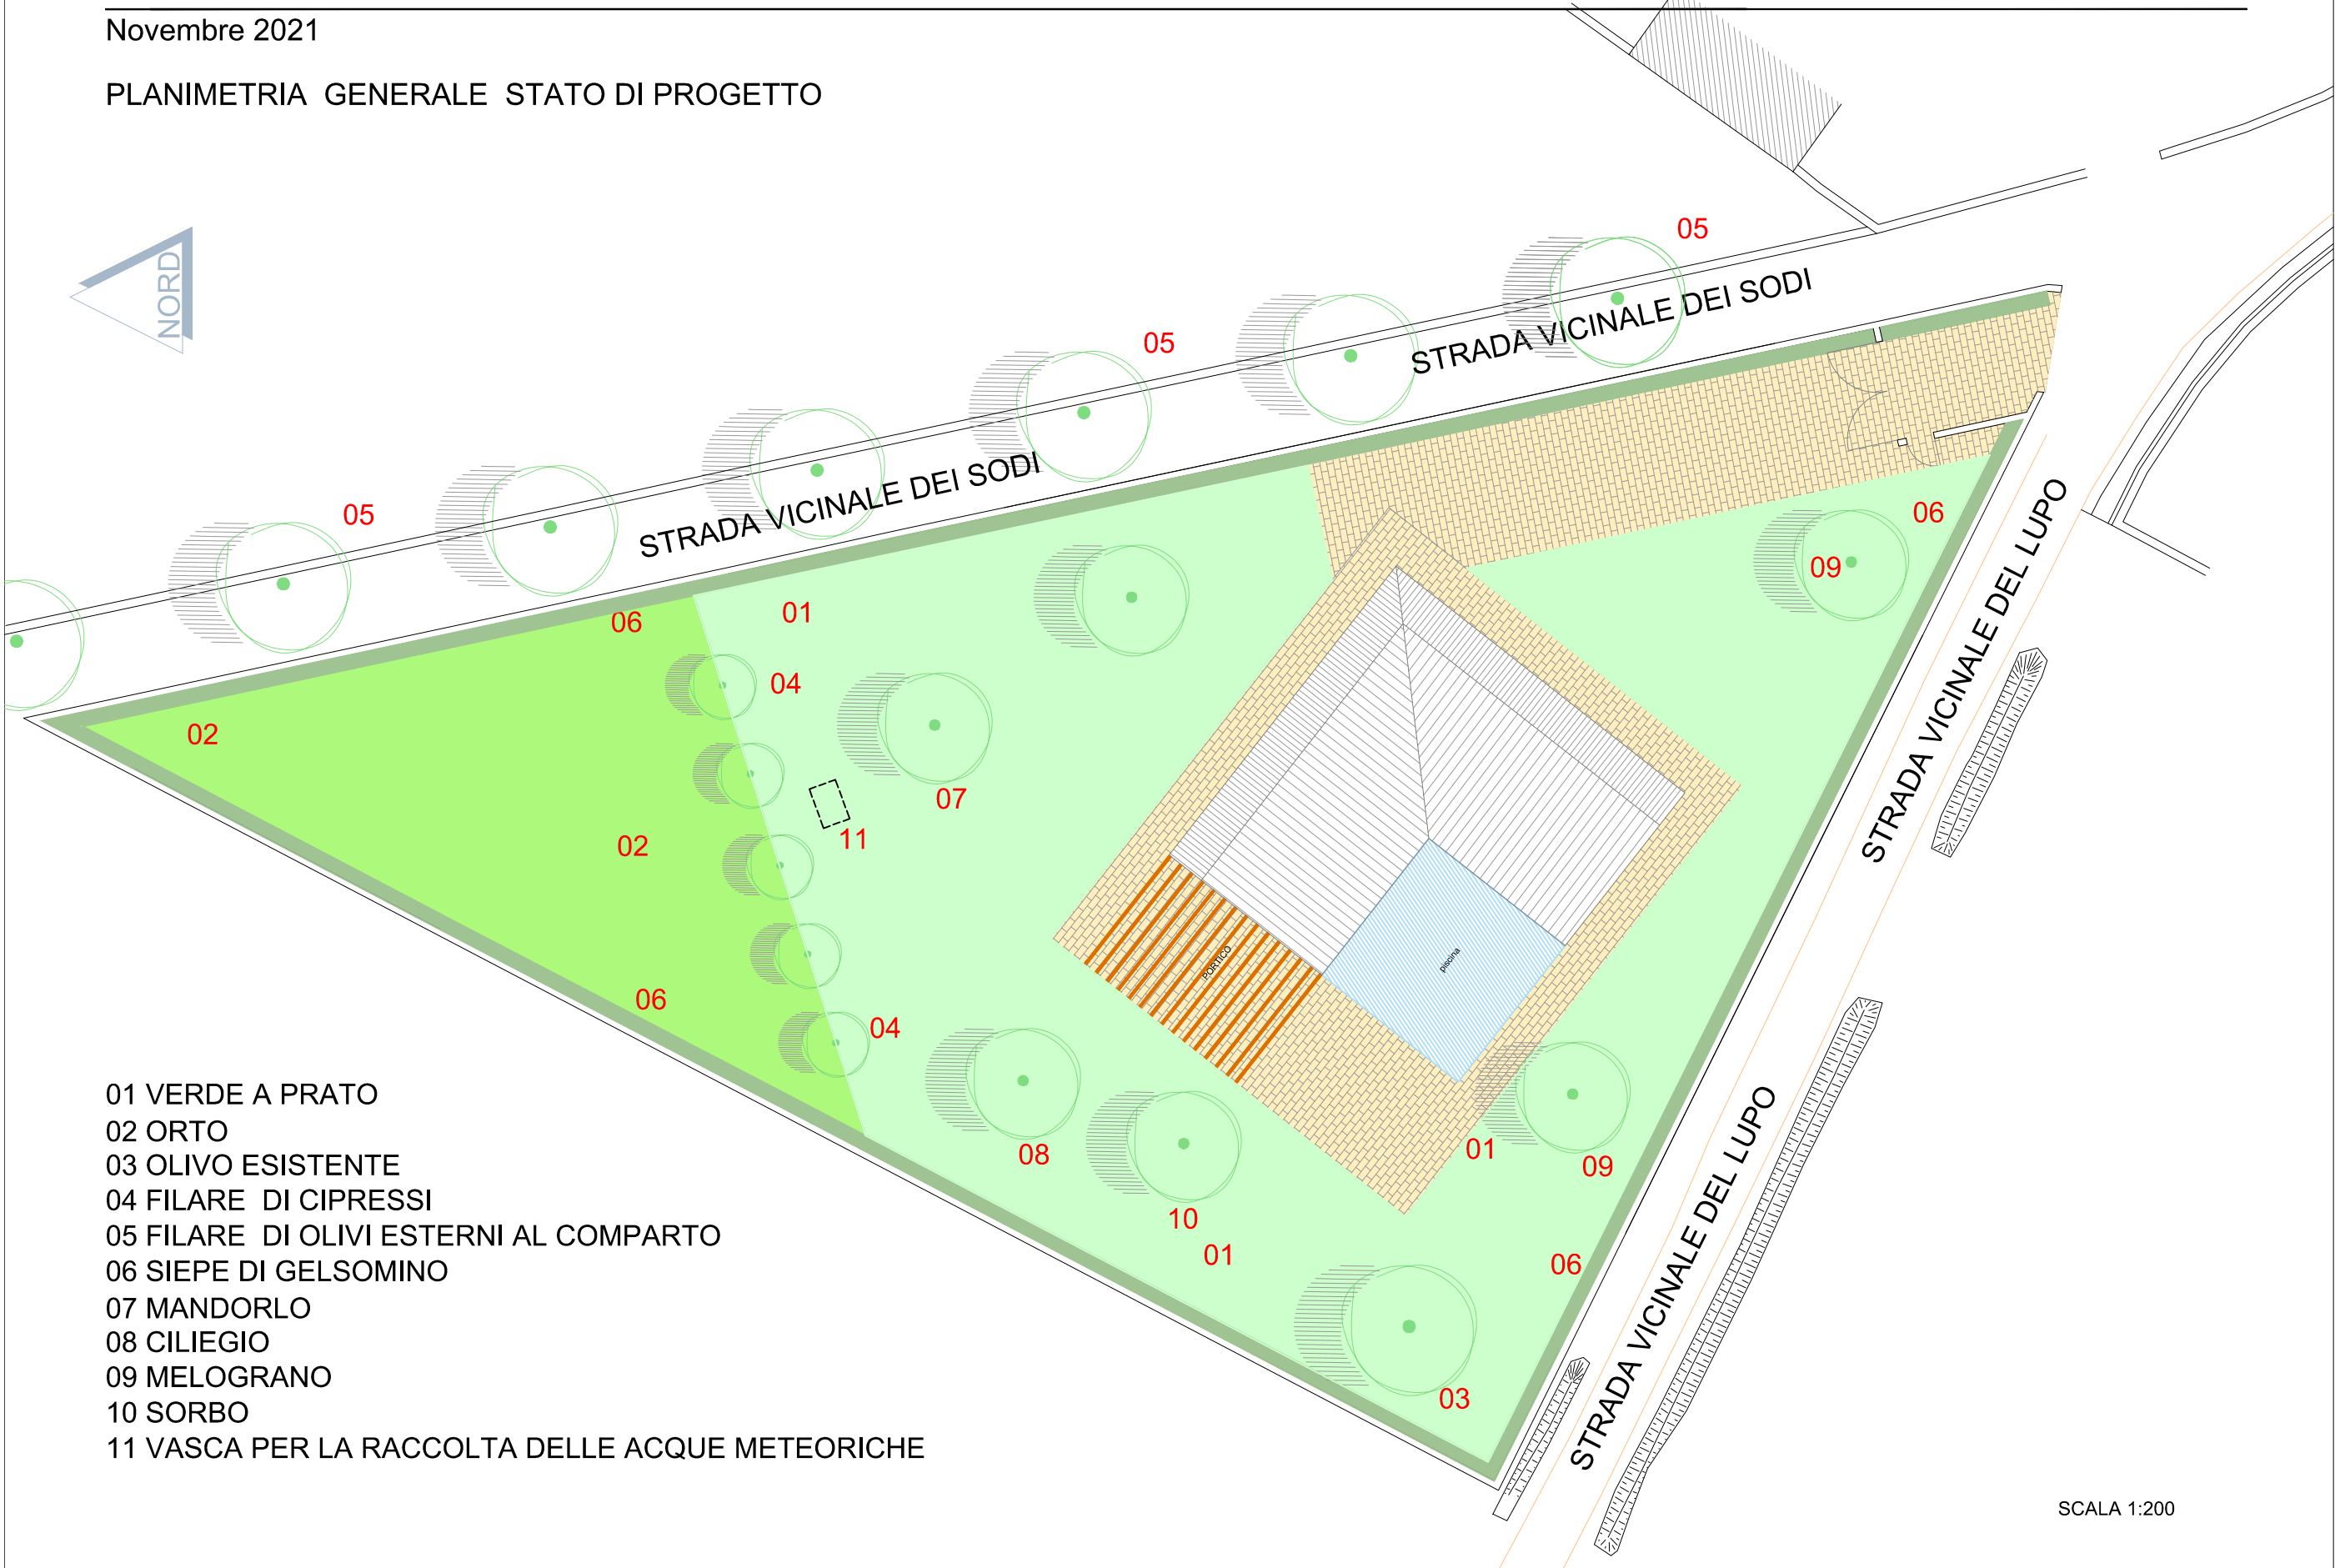 Novembre 2021
PLANIMETRIA GENERALE STATO DI PROGETTO
NORD
05
STRADA VICINALE DEI SODI
05
05
STRADA VICINALE DEI SODI
06
09
STRADA VICINALE DEL LUPO
06
01
04
02
07
11
02
PORTICO
piscina
06
04
08
01
09
10
01
06
03
STRADA VICINALE DEL LUPO
01 VERDE A PRATO
02 ORTO
03 OLIVO ESISTENTE
04 FILARE DI CIPRESSI
05 FILARE DI OLIVI ESTERNI AL COMPARTO
06 SIEPE DI GELSOMINO
07 MANDORLO
08 CILIEGIO
09 MELOGRANO
10 SORBO
11 VASCA PER LA RACCOLTA DELLE ACQUE METEORICHE
SCALA 1:200